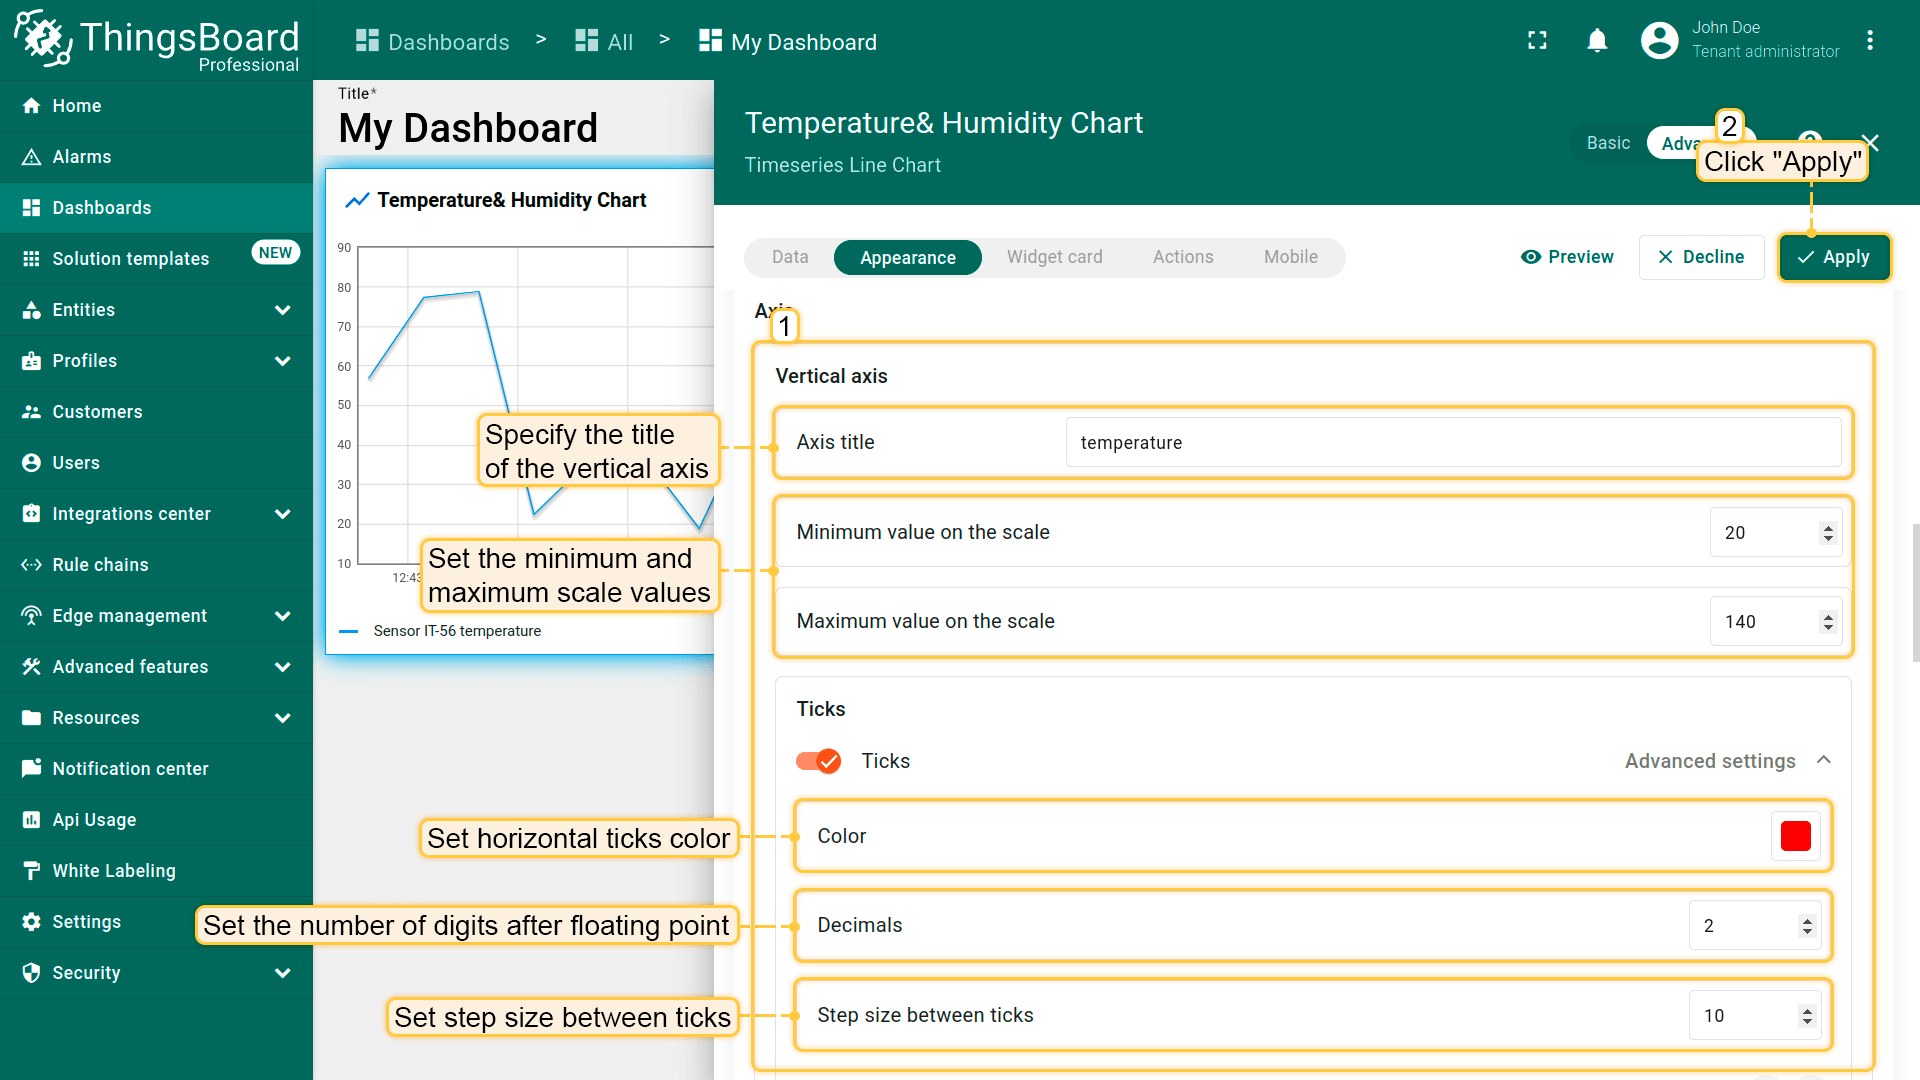 ThingsBoard
Professional
Dashboards > All > My Dashboard
John Doe
Tenant administrator
Home
Alarms
Dashboards
Solution templates NEW
Entities
Profiles
Customers
Users
Integrations center
Rule chains
Edge management
Advanced features
Resources
Notification center
Api Usage
White Labeling
Settings
Security
Title*
My Dashboard
Temperature& Humidity Chart
90
80
70
60
50
40
30
20
10
12:43
Sensor IT-56 temperature
Temperature& Humidity Chart
Timeseries Line Chart
Basic
2
Click "Apply"
Data Appearance Widget card Actions Mobile
Preview Decline Apply
1
Vertical axis
Specify the title
of the vertical axis
Axis title temperature
Set the minimum and
maximum scale values
Minimum value on the scale 20
Maximum value on the scale 140
Ticks
Ticks Advanced settings
Set horizontal ticks color
Color
Set the number of digits after floating point
Decimals 2
Set step size between ticks
Step size between ticks 10